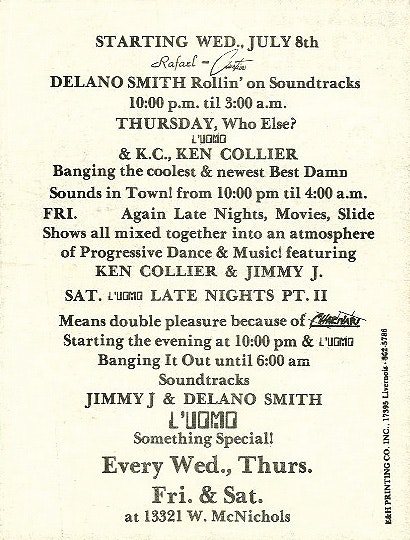 STARTING WED., JULY 8th
Rafael – Curtis
DELANO SMITH Rollin' on Soundtracks
10:00 p.m. til 3:00 a.m.
THURSDAY, Who Else?
L'UOMO
& K.C., KEN COLLIER
Banging the coolest & newest Best Damn
Sounds in Town! from 10:00 pm til 4:00 a.m.
FRI. Again Late Nights, Movies, Slide
Shows all mixed together into an atmosphere
of Progressive Dance & Music! featuring
KEN COLLIER & JIMMY J.
SAT. L'UOMO LATE NIGHTS PT. II
Means double pleasure because of
Starting the evening at 10:00 pm & L'UOMO
Banging It Out until 6:00 am
Soundtracks
JIMMY J & DELANO SMITH
L'UOMO
Something Special!
Every Wed., Thurs.
Fri. & Sat.
at 13321 W. McNichols
E&H PRINTING CO. INC., 17395 Livernois - 862-5786